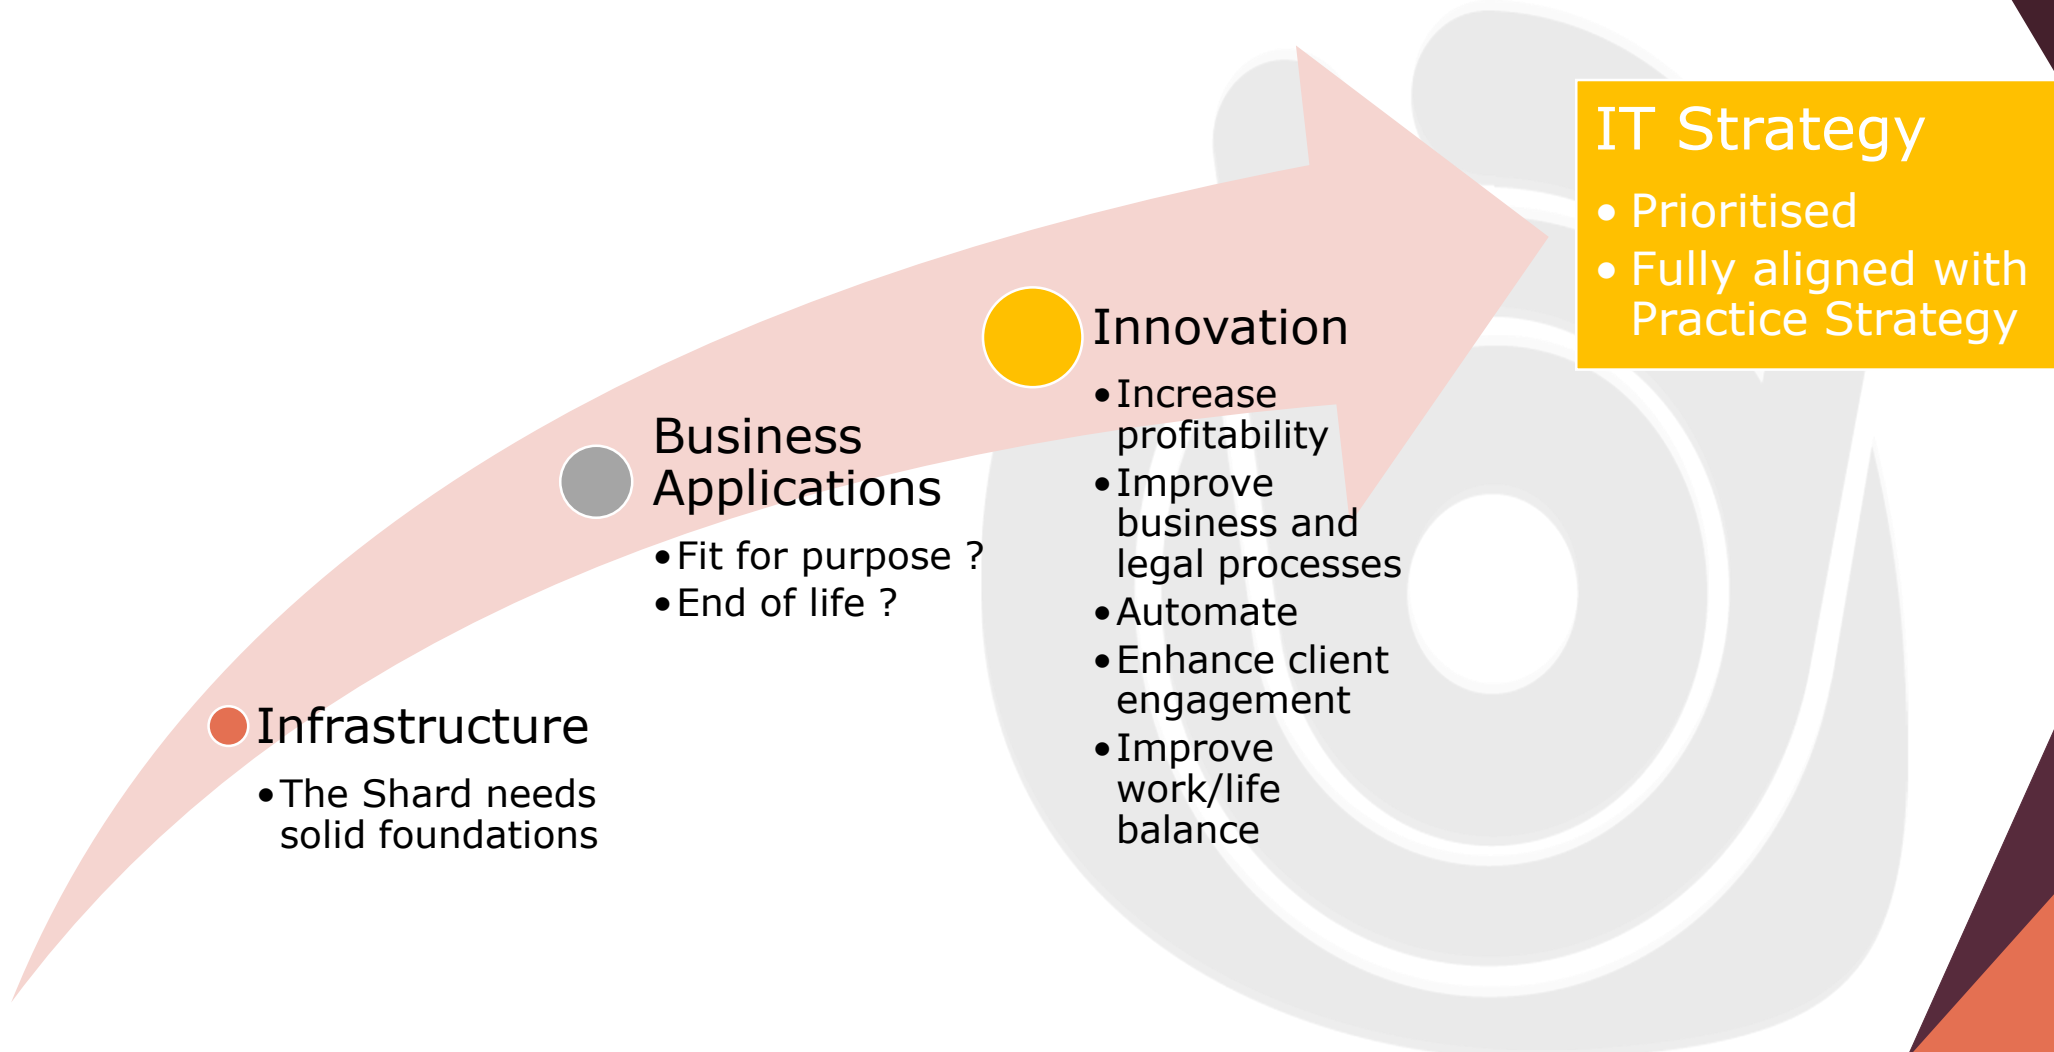 IT Strategy
• Prioritised
• Fully aligned with
Practice Strategy
Innovation
• Increase
profitability
• Improve
business and
legal processes
• Automate
• Enhance client
engagement
• Improve
work/life
balance
Business
Applications
• Fit for purpose ?
• End of life ?
Infrastructure
• The Shard needs
solid foundations